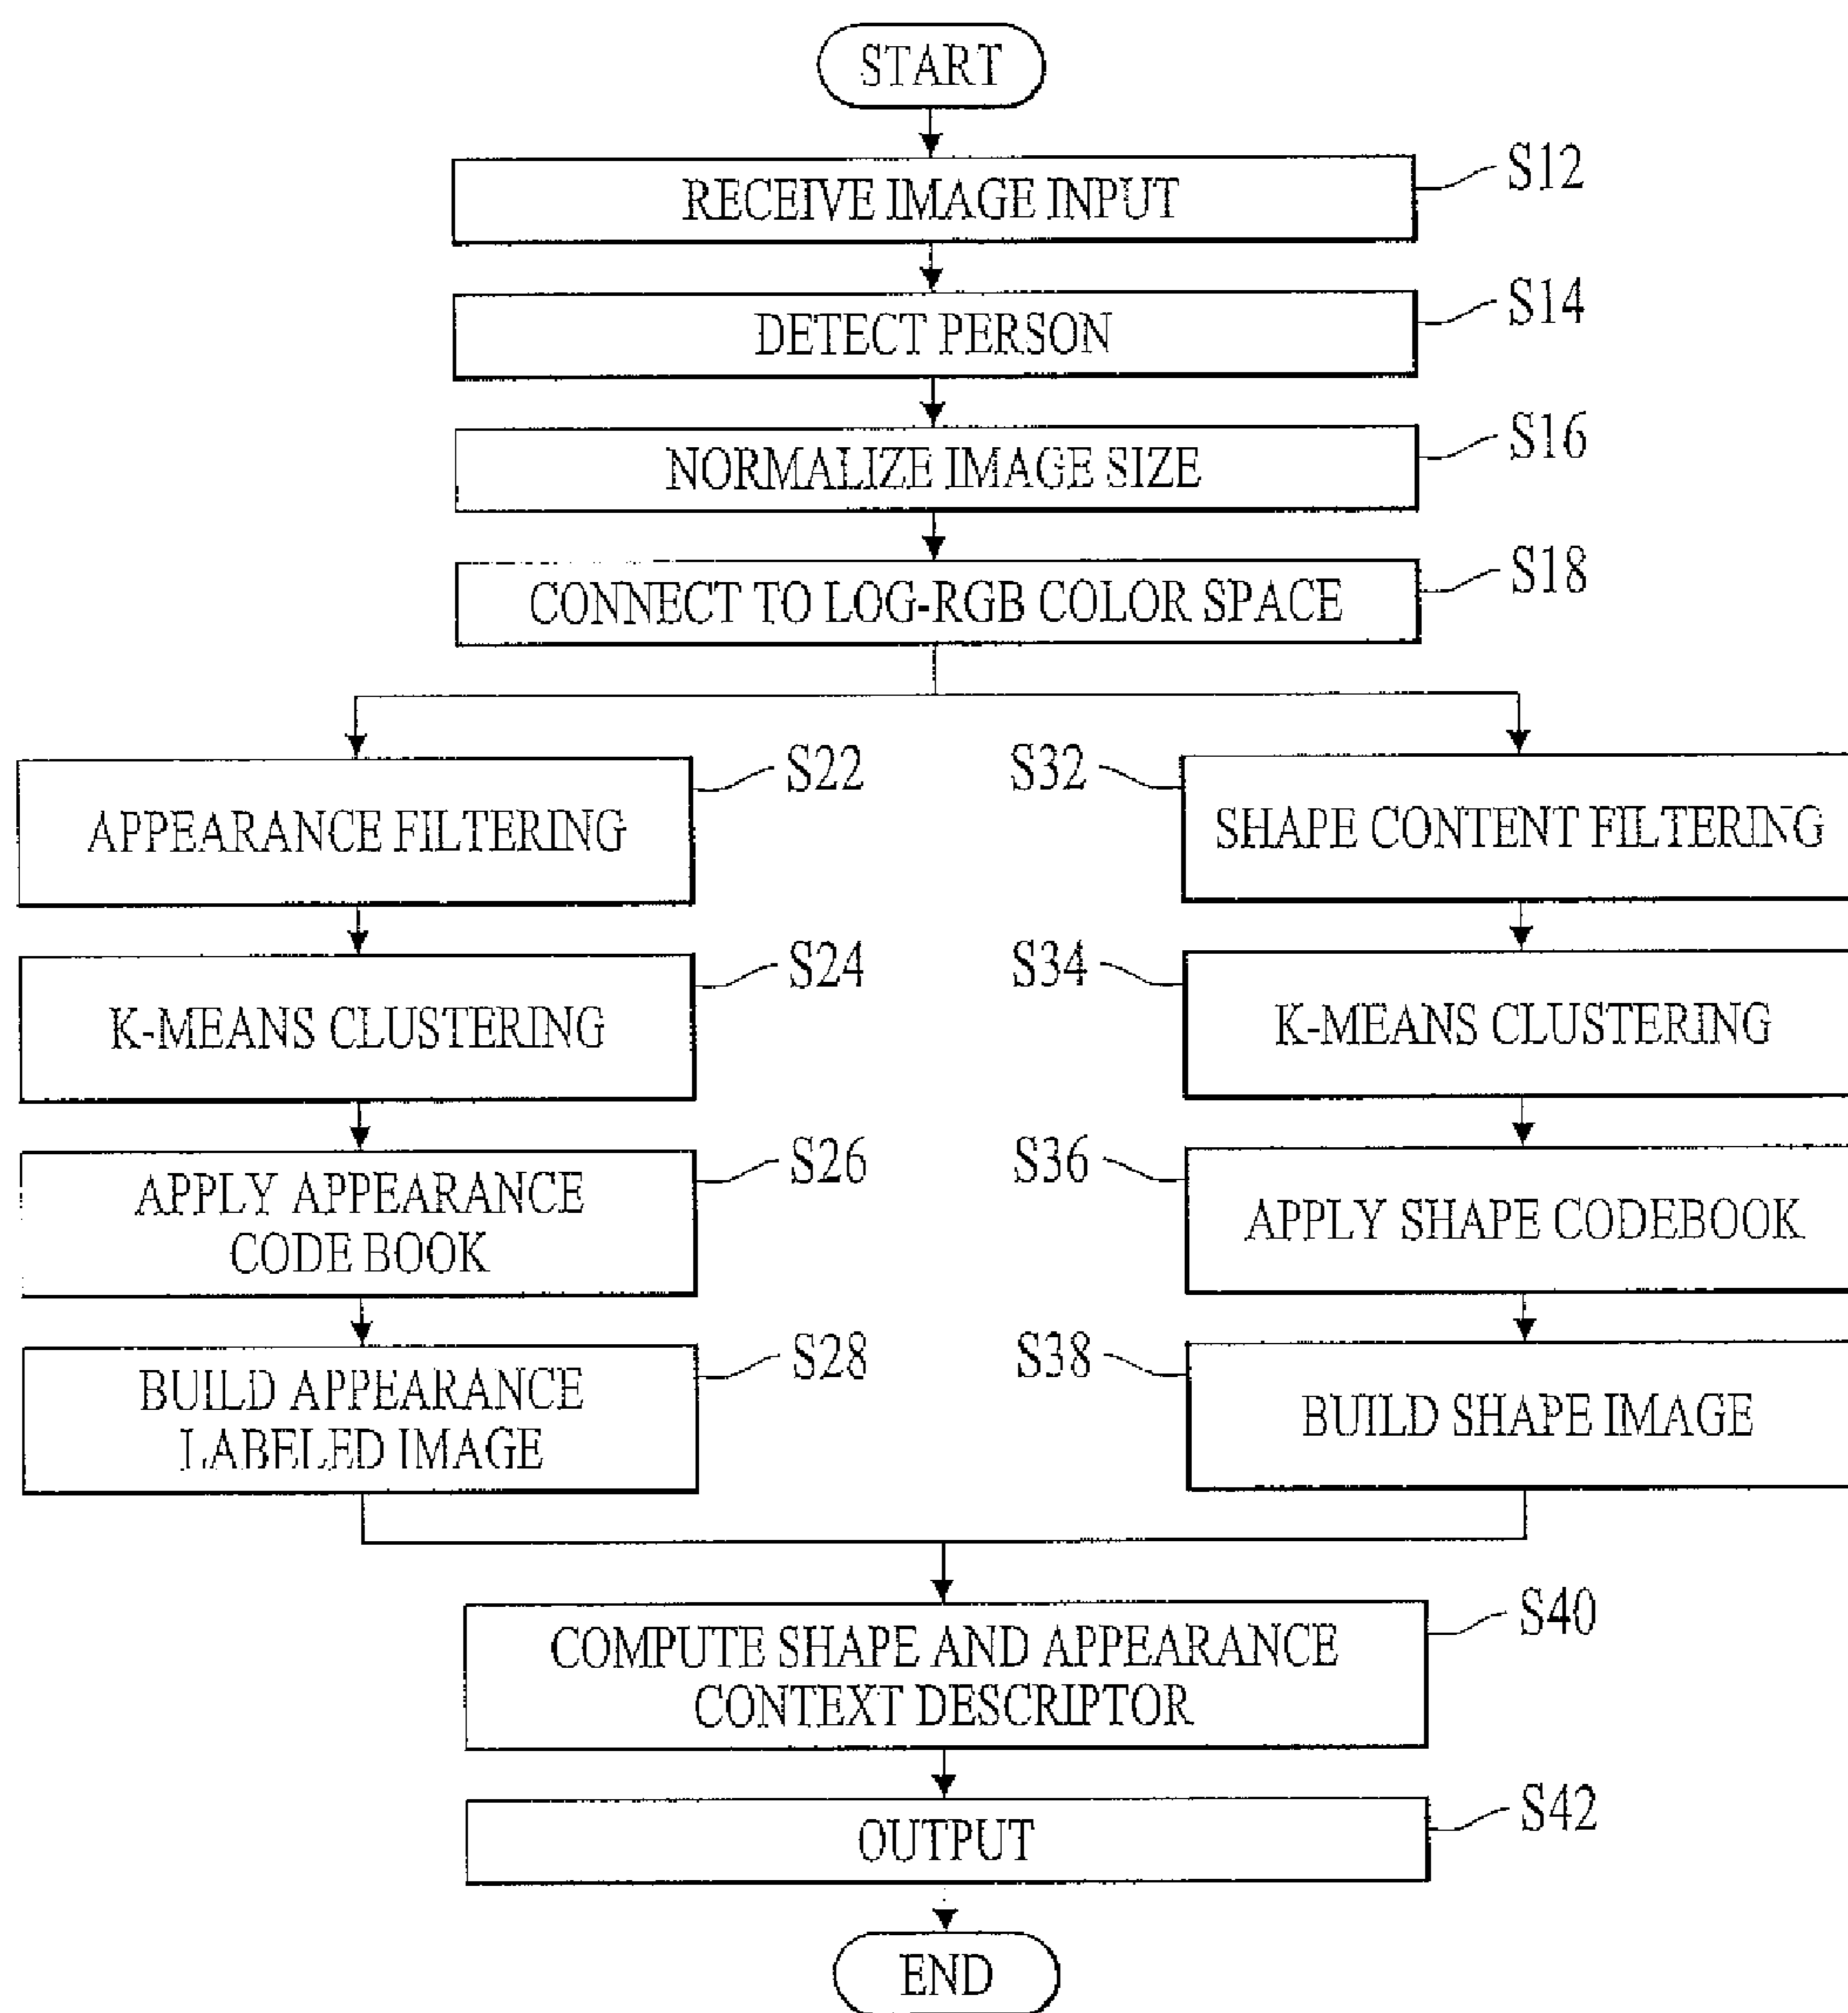 START
RECEIVE IMAGE INPUT
S12
DETECT PERSON
S14
NORMALIZE IMAGE SIZE
S16
CONNECT TO LOG-RGB COLOR SPACE
S18
APPEARANCE FILTERING
S22
S32
SHAPE CONTENT FILTERING
K-MEANS CLUSTERING
S24
S34
K-MEANS CLUSTERING
APPLY APPEARANCE
CODE BOOK
S26
S36
APPLY SHAPE CODEBOOK
BUILD APPEARANCE
LABELED IMAGE
S28
S38
BUILD SHAPE IMAGE
COMPUTE SHAPE AND APPEARANCE
CONTEXT DESCRIPTOR
S40
OUTPUT
S42
END